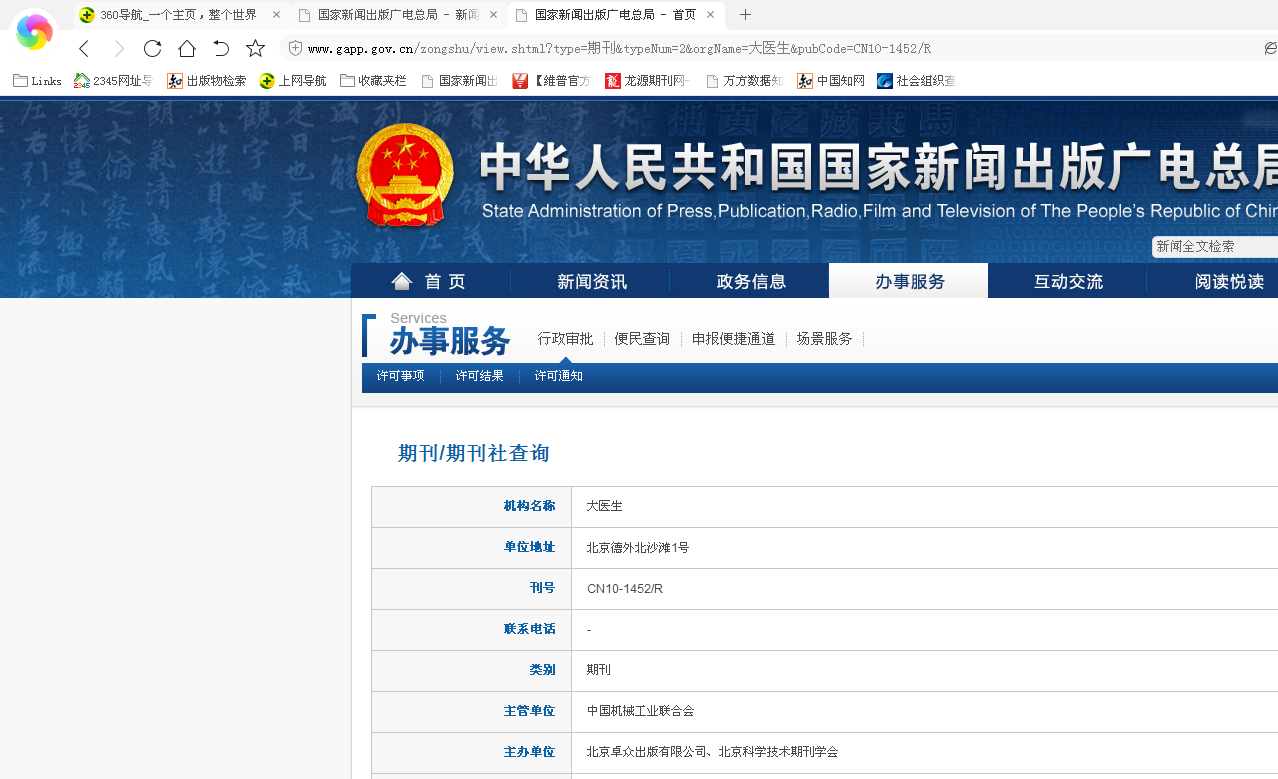 360导航_一个主页，整个世界
国家新闻出版广电总局 - 新闻
国家新闻出版广电总局 - 首页
www.gapp.gov.cn/zongshu/view.shtml?type=期刊&typeNum=2&orgName=大医生&pubCode=CN10-1452/R
Links 2345网址导 出版物检索 上网导航 收藏夹栏 国家新闻出 【维普官方 龙源期刊网- 万方数据知 中国知网 社会组织查
中华人民共和国国家新闻出版广电总局
State Administration of Press,Publication,Radio,Film and Television of The People's Republic of Chin
新闻全文检索
首 页 新闻资讯 政务信息 办事服务 互动交流 阅读悦读
Services
办事服务 行政审批 便民查询 申报便捷通道 场景服务
许可事项 许可结果 许可通知
期刊/期刊社查询
机构名称 大医生
单位地址 北京德外北沙滩1号
刊号 CN10-1452/R
联系电话 -
类别 期刊
主管单位 中国机械工业联合会
主办单位 北京卓众出版有限公司、北京科学技术期刊学会